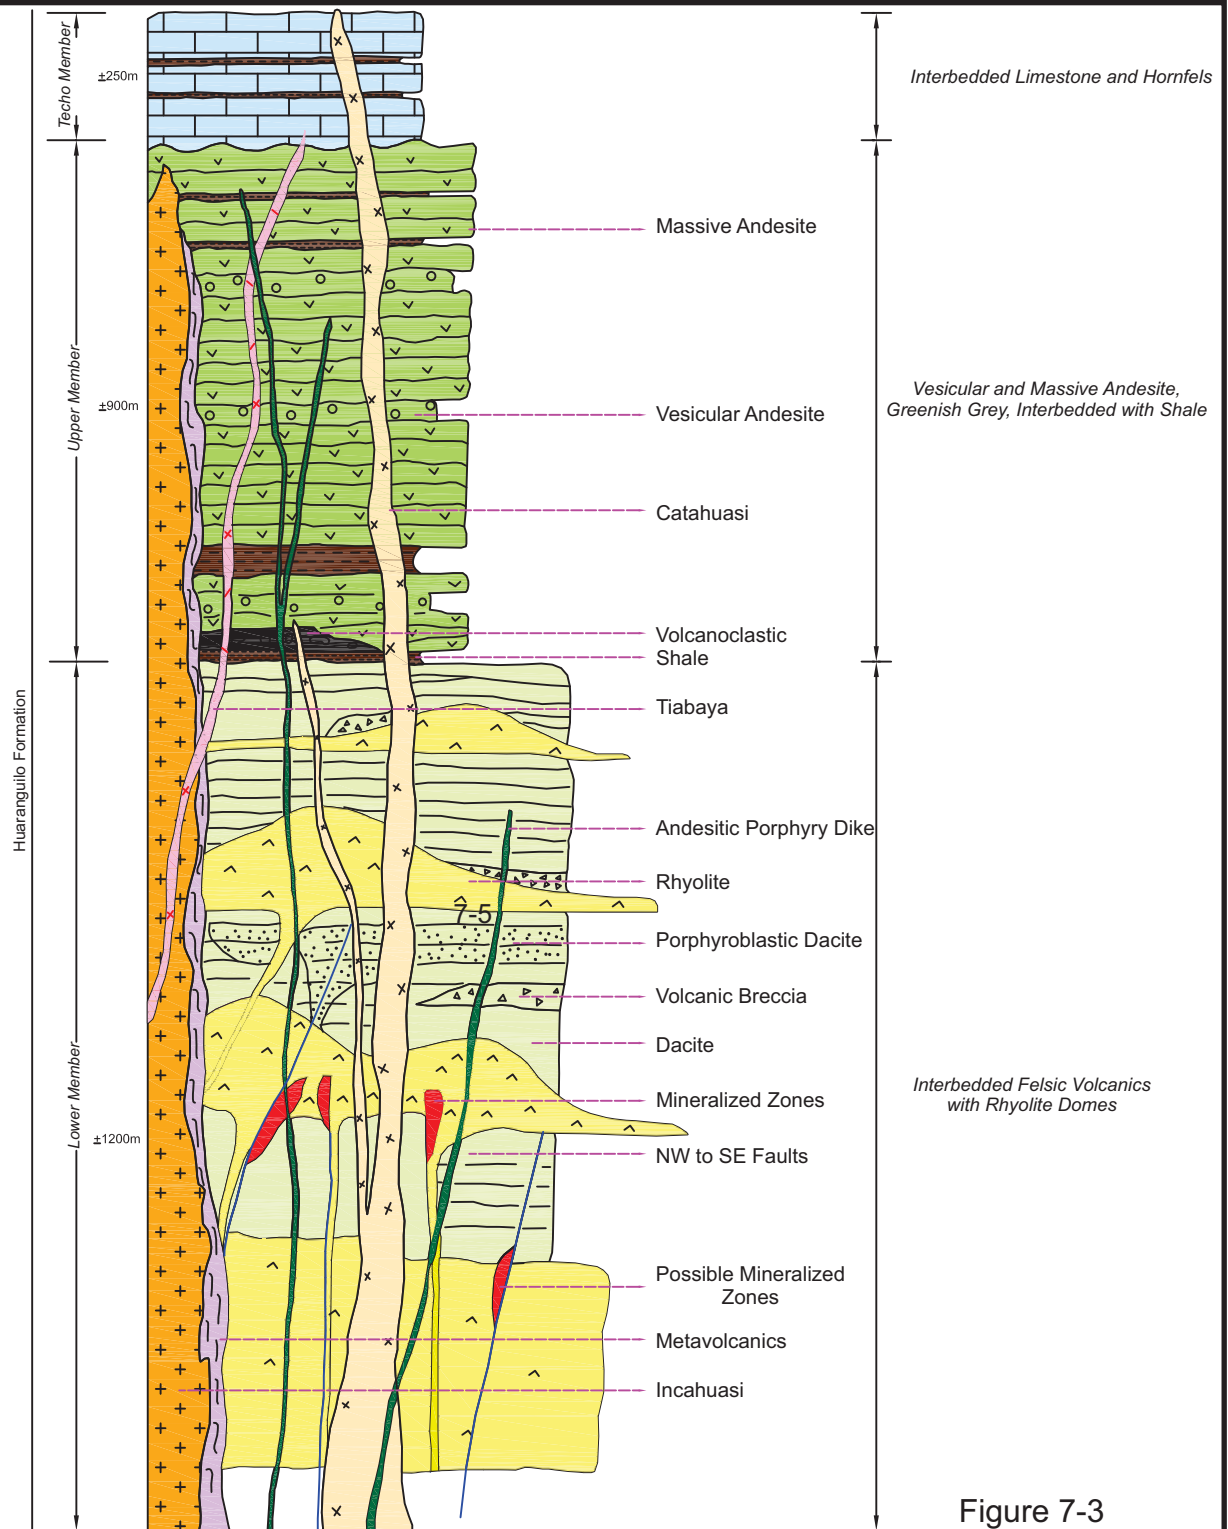 Techo Member
±250m
Interbedded Limestone and Hornfels
Massive Andesite
Upper Member
±900m
Vesicular and Massive Andesite,
Greenish Grey, Interbedded with Shale
Vesicular Andesite
Catahuasi
Volcanoclastic
Shale
Huaranguilo Formation
Tiabaya
Andesitic Porphyry Dike
Rhyolite
7-5
Porphyroblastic Dacite
Volcanic Breccia
Dacite
Lower Member
±1200m
Mineralized Zones
Interbedded Felsic Volcanics
with Rhyolite Domes
NW to SE Faults
Possible Mineralized
Zones
Metavolcanics
Incahuasi
Figure 7-3